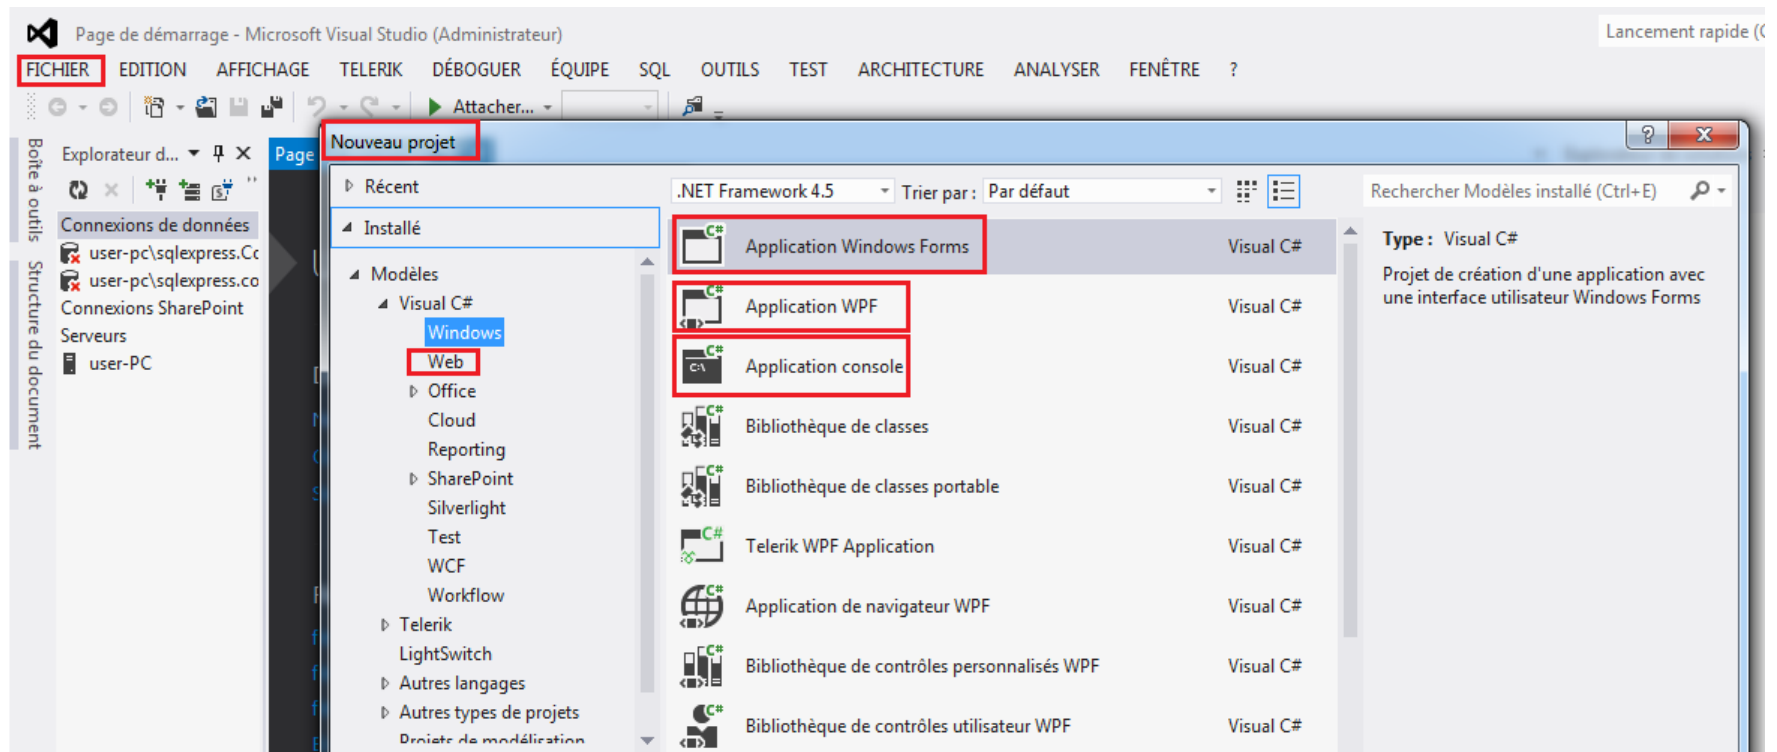 Page de démarrage - Microsoft Visual Studio (Administrateur)
Lancement rapide (
FICHIER EDITION AFFICHAGE TELERIK DÉBOGUER ÉQUIPE SQL OUTILS TEST ARCHITECTURE ANALYSER FENÊTRE ?
Attacher...
Boîte à outils
Structure du document
Explorateur d...
Connexions de données
user-pc\sqlexpress.Cc
user-pc\sqlexpress.co
Connexions SharePoint
Serveurs
user-PC
Page
Nouveau projet
Récent
Installé
Modèles
Visual C#
Windows
Web
Office
Cloud
Reporting
SharePoint
Silverlight
Test
WCF
Workflow
Telerik
LightSwitch
Autres langages
Autres types de projets
Projets de modélisation
.NET Framework 4.5 Trier par : Par défaut
Application Windows Forms Visual C#
Application WPF Visual C#
Application console Visual C#
Bibliothèque de classes Visual C#
Bibliothèque de classes portable Visual C#
Telerik WPF Application Visual C#
Application de navigateur WPF Visual C#
Bibliothèque de contrôles personnalisés WPF Visual C#
Bibliothèque de contrôles utilisateur WPF Visual C#
Rechercher Modèles installé (Ctrl+E)
Type : Visual C#
Projet de création d'une application avec
une interface utilisateur Windows Forms